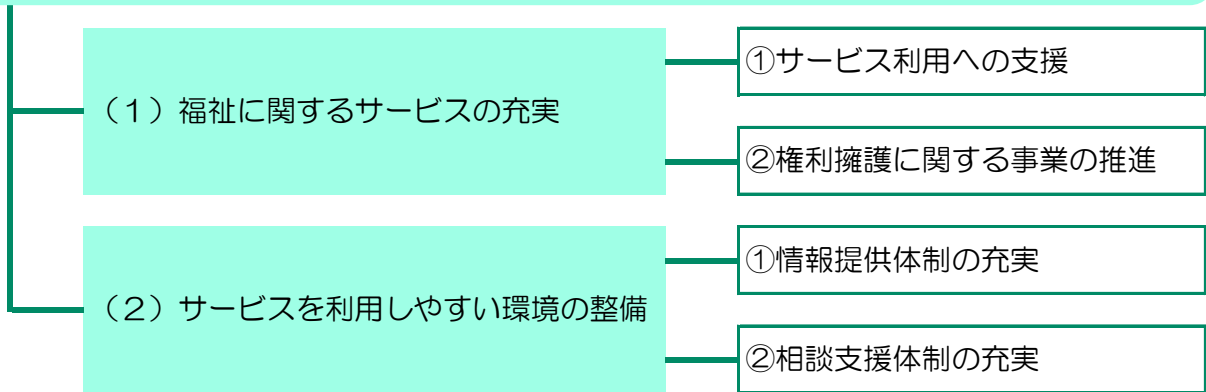 （１）福祉に関するサービスの充実
①サービス利用への支援
②権利擁護に関する事業の推進
（２）サービスを利用しやすい環境の整備
①情報提供体制の充実
②相談支援体制の充実